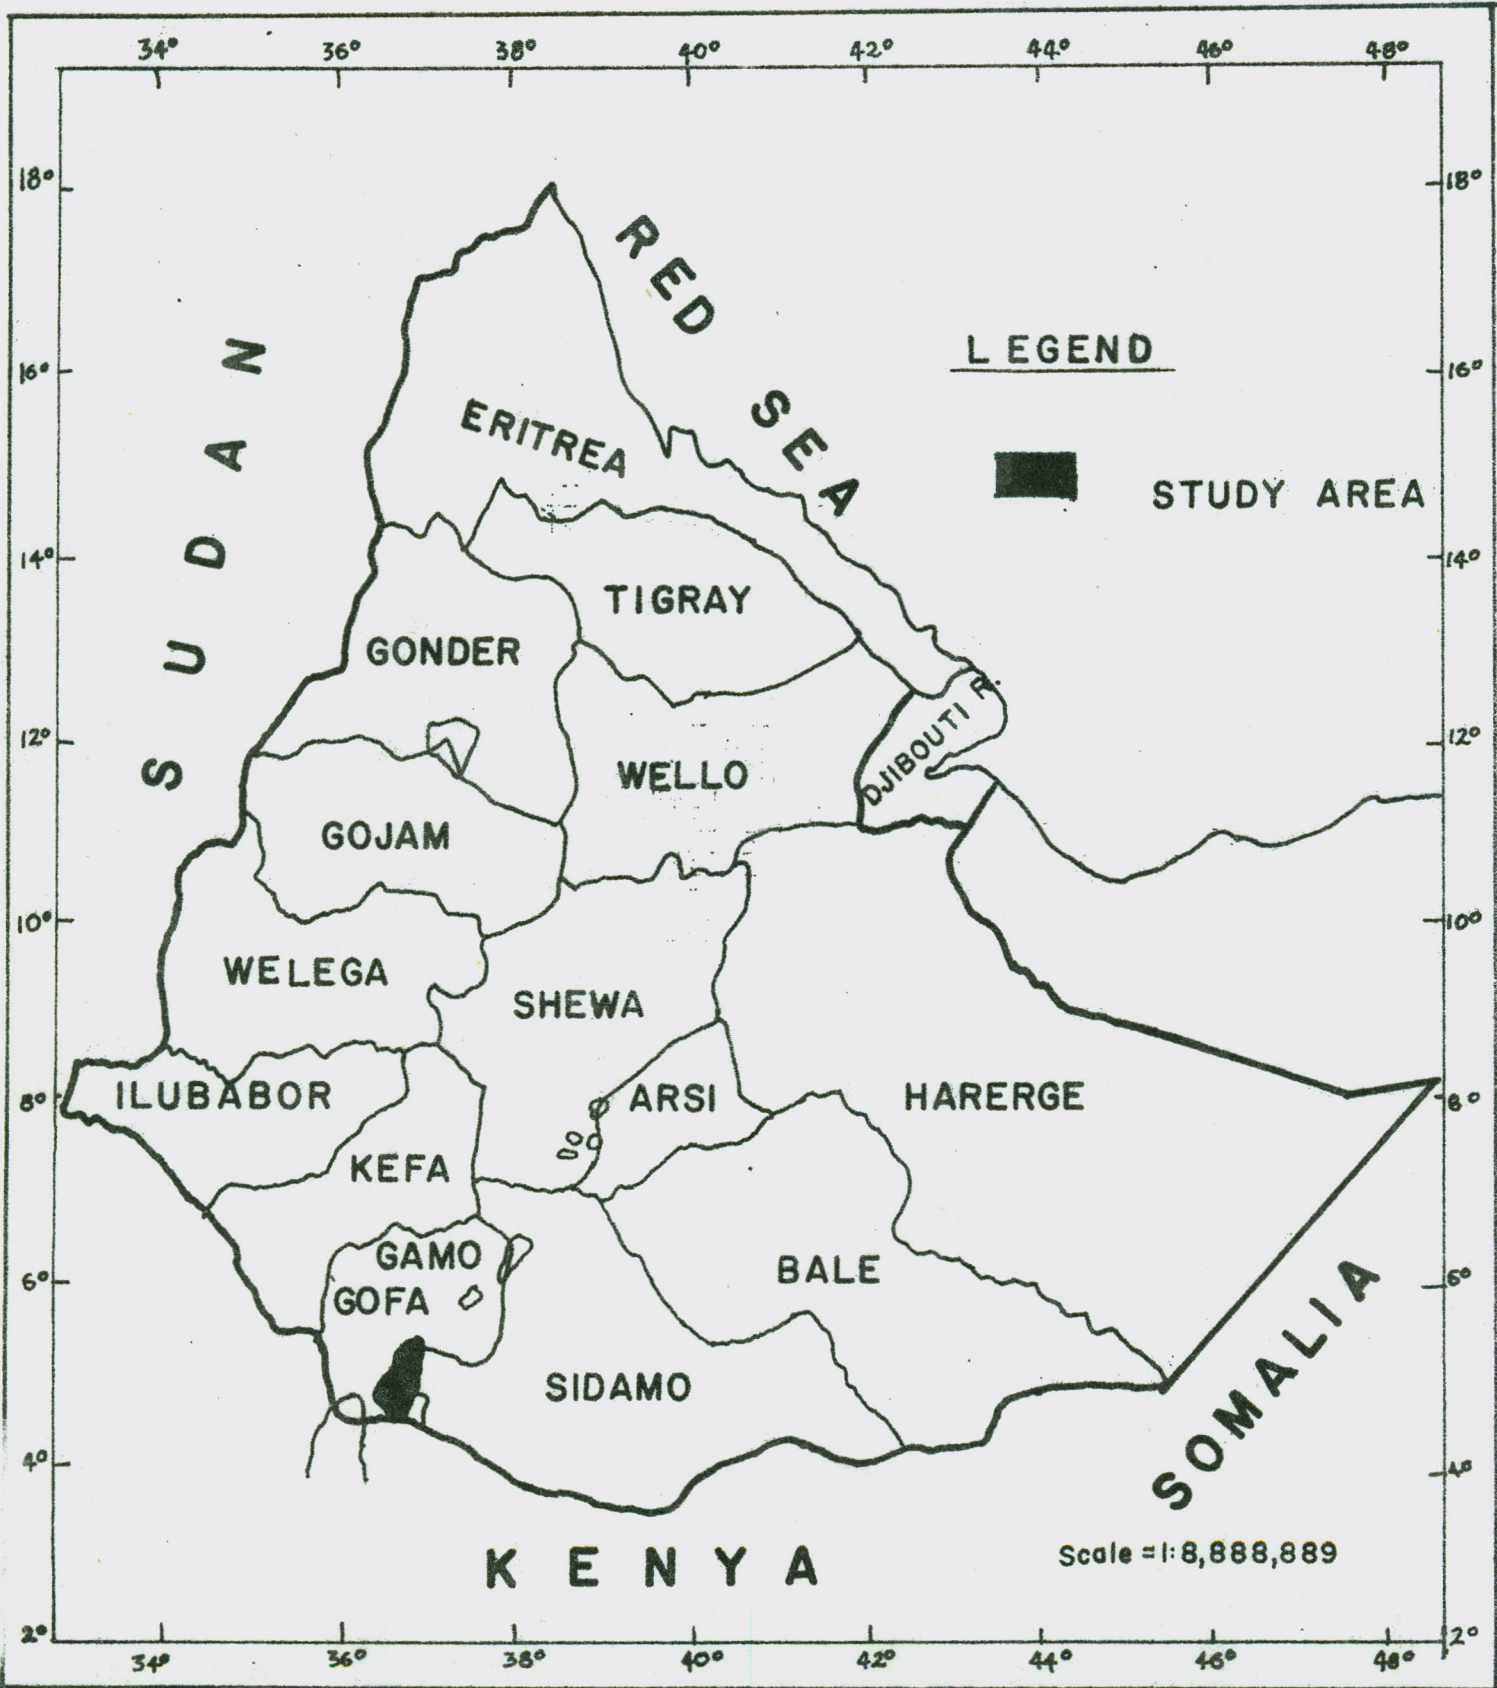 34° 36° 38° 40° 42° 44° 46° 48°
18° 18°
RED SEA
SUDAN
LEGEND
16° 16°
ERITREA
STUDY AREA
14° 14°
TIGRAY
GONDER
DJIBOUTI R.
12° 12°
WELLO
GOJAM
10° 10°
WELEGA
SHEWA
ILUBABOR
ARSI
HARERGE
8° 8°
KEFA
GAMO
GOFA
BALE
6° 6°
SIDAMO
SOMALIA
4° 4°
KENYA
Scale =1:8,888,889
2° 2°
34° 36° 38° 40° 42° 44° 46° 48°